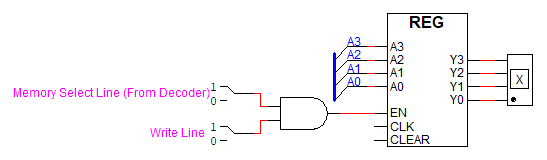 REG
A3
A2
A1
A0
A3
A2
A1
A0
Y3
Y2
Y1
Y0
X
1
Memory Select Line (From Decoder)
0
EN
1
CLK
Write Line
0
CLEAR